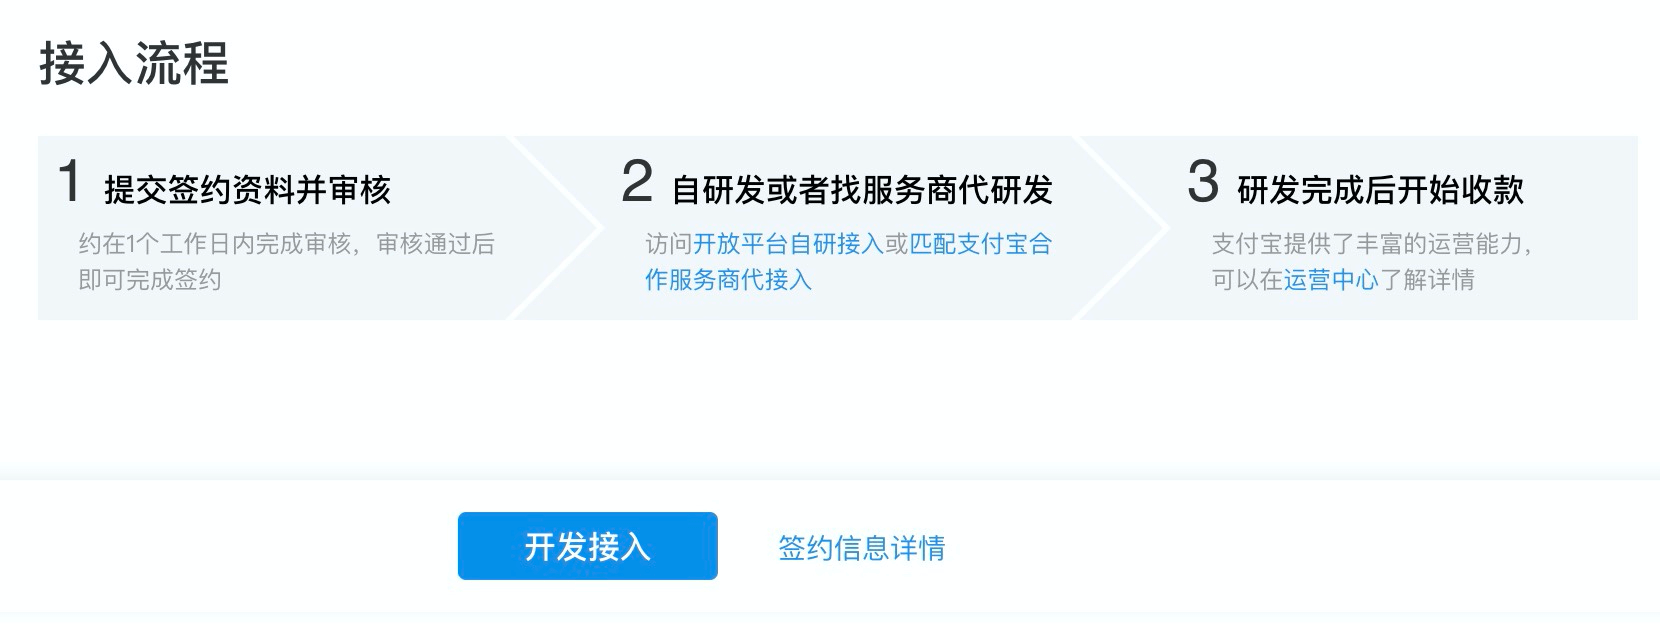 接入流程
1 提交签约资料并审核
约在1个工作日内完成审核，审核通过后
即可完成签约
2 自研发或者找服务商代研发
访问开放平台自研接入或匹配支付宝合
作服务商代接入
3 研发完成后开始收款
支付宝提供了丰富的运营能力，
可以在运营中心了解详情
开发接入
签约信息详情